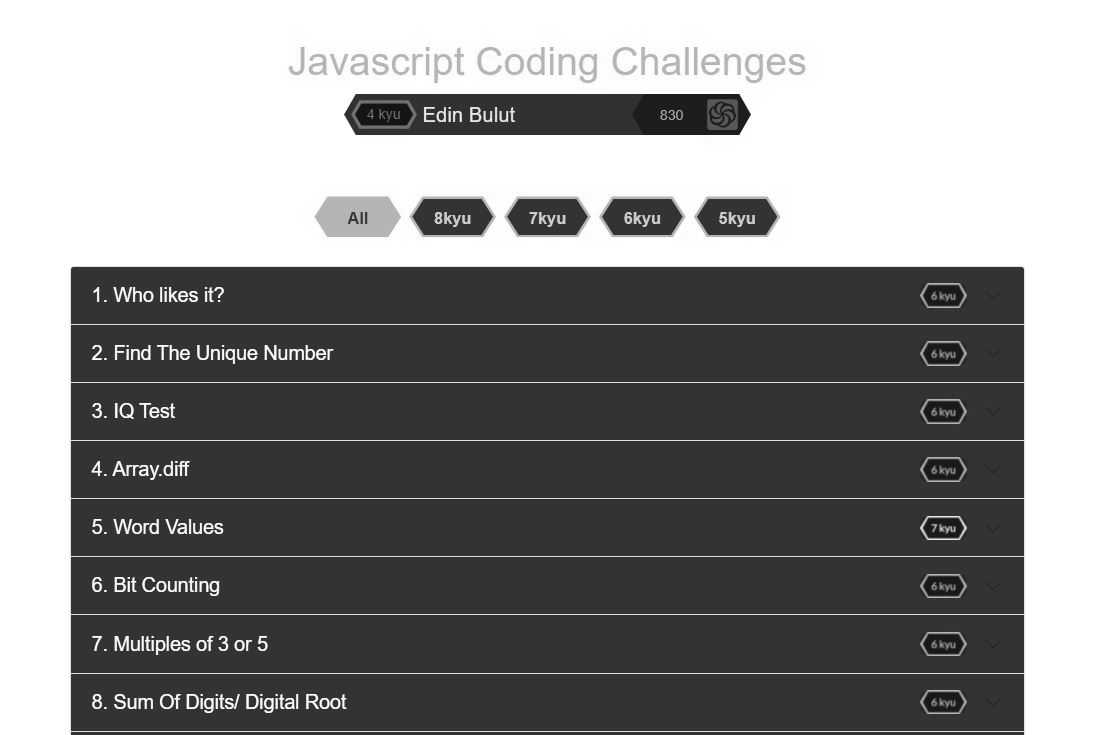 Javascript Coding Challenges
4 kyu Edin Bulut 830
All 8kyu 7kyu 6kyu 5kyu
1. Who likes it? 6 kyu
2. Find The Unique Number 6 kyu
3. IQ Test 6 kyu
4. Array.diff 6 kyu
5. Word Values 7 kyu
6. Bit Counting 6 kyu
7. Multiples of 3 or 5 6 kyu
8. Sum Of Digits/ Digital Root 6 kyu